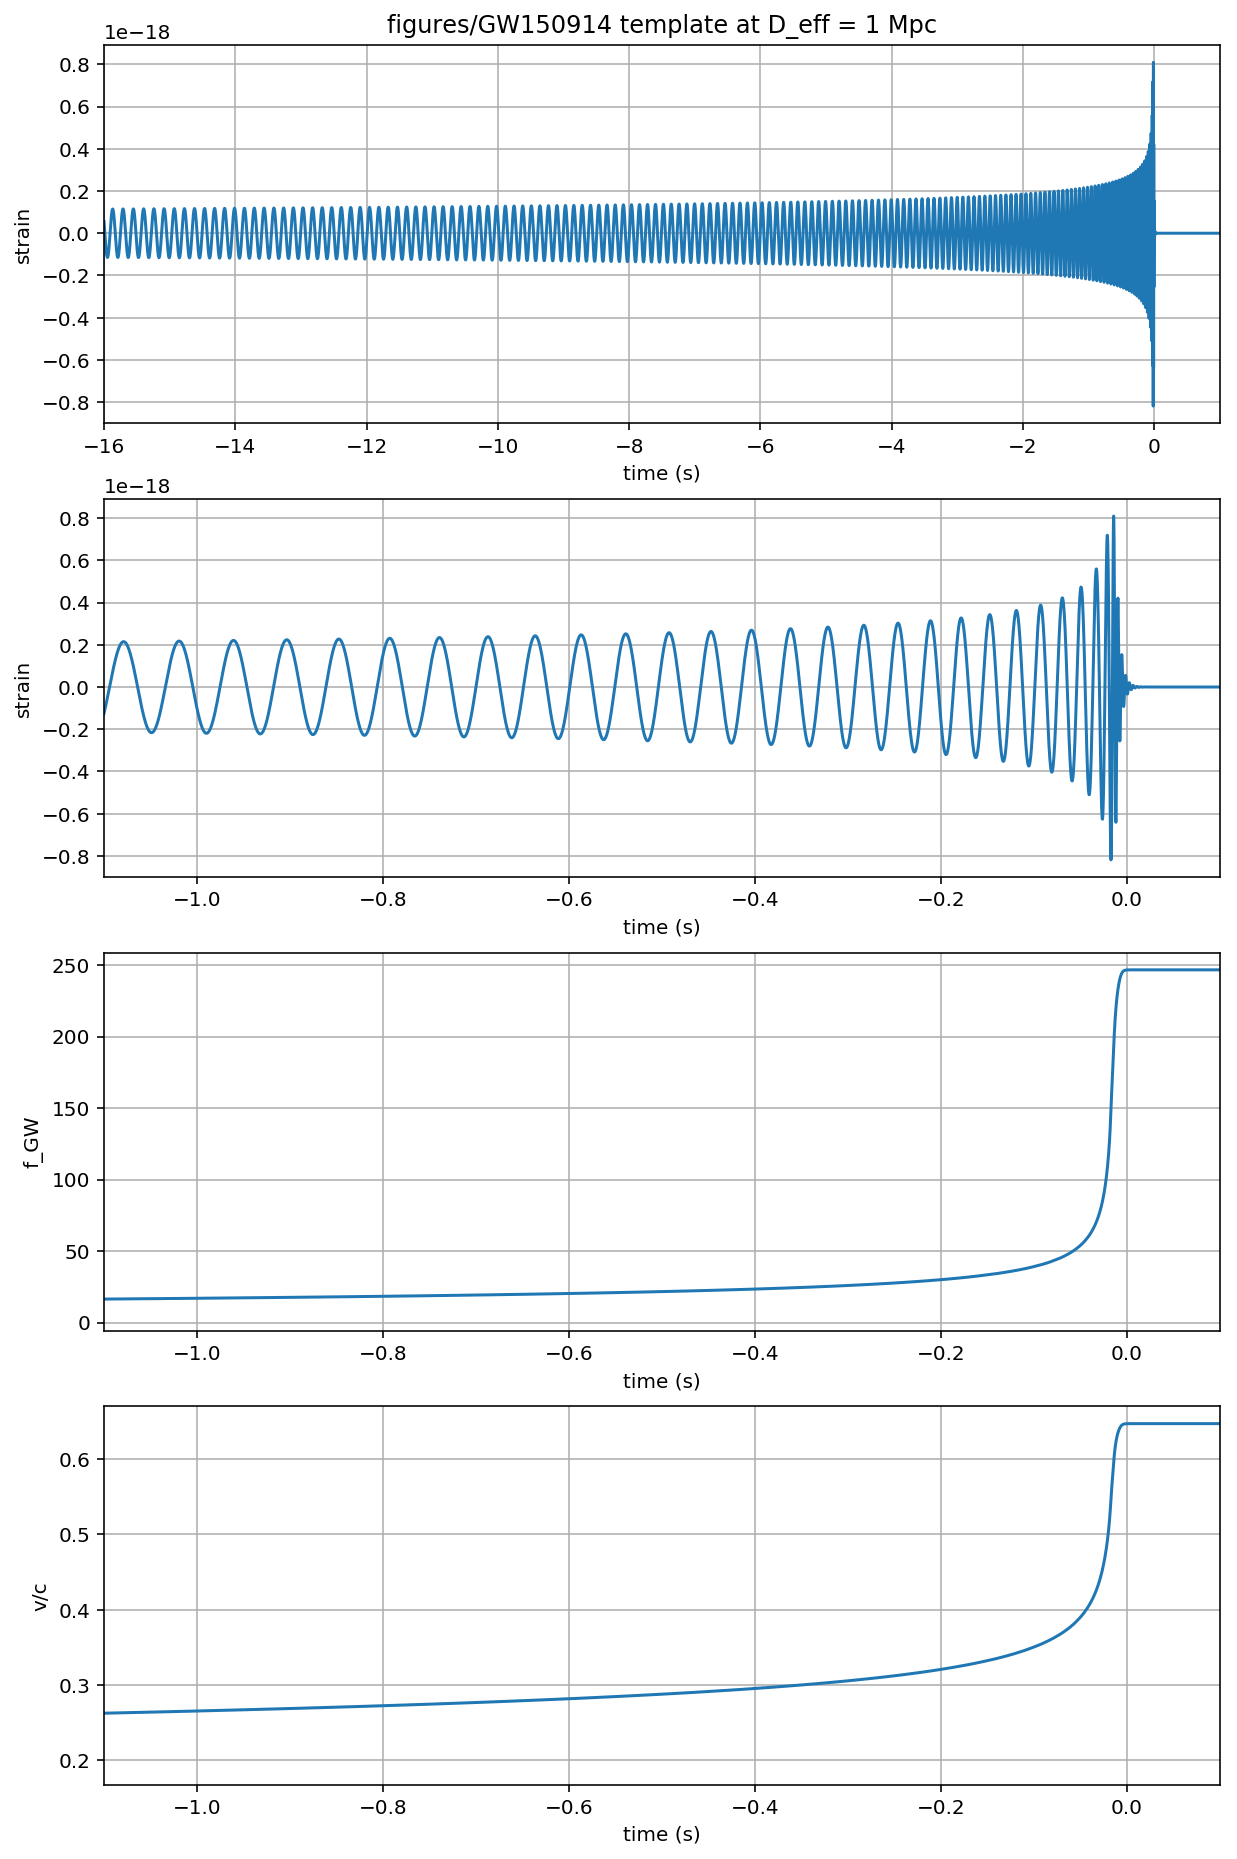 figures/GW150914 template at D_eff = 1 Mpc
1e−18
0.8
0.6
0.4
0.2
0.0
−0.2
−0.4
−0.6
−0.8
strain
−16 −14 −12 −10 −8 −6 −4 −2 0
time (s)
1e−18
0.8
0.6
0.4
0.2
0.0
−0.2
−0.4
−0.6
−0.8
strain
−1.0 −0.8 −0.6 −0.4 −0.2 0.0
time (s)
250
200
150
100
50
0
f_GW
−1.0 −0.8 −0.6 −0.4 −0.2 0.0
time (s)
0.6
0.5
0.4
0.3
0.2
v/c
−1.0 −0.8 −0.6 −0.4 −0.2 0.0
time (s)